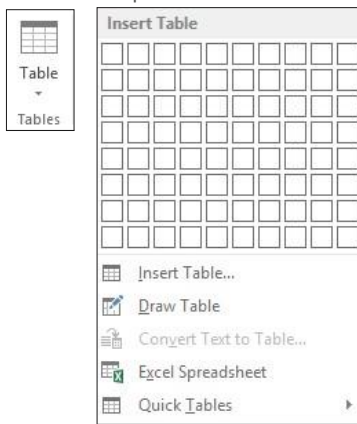 Table
Tables
Insert Table
Insert Table...
Draw Table
Convert Text to Table...
Excel Spreadsheet
Quick Tables